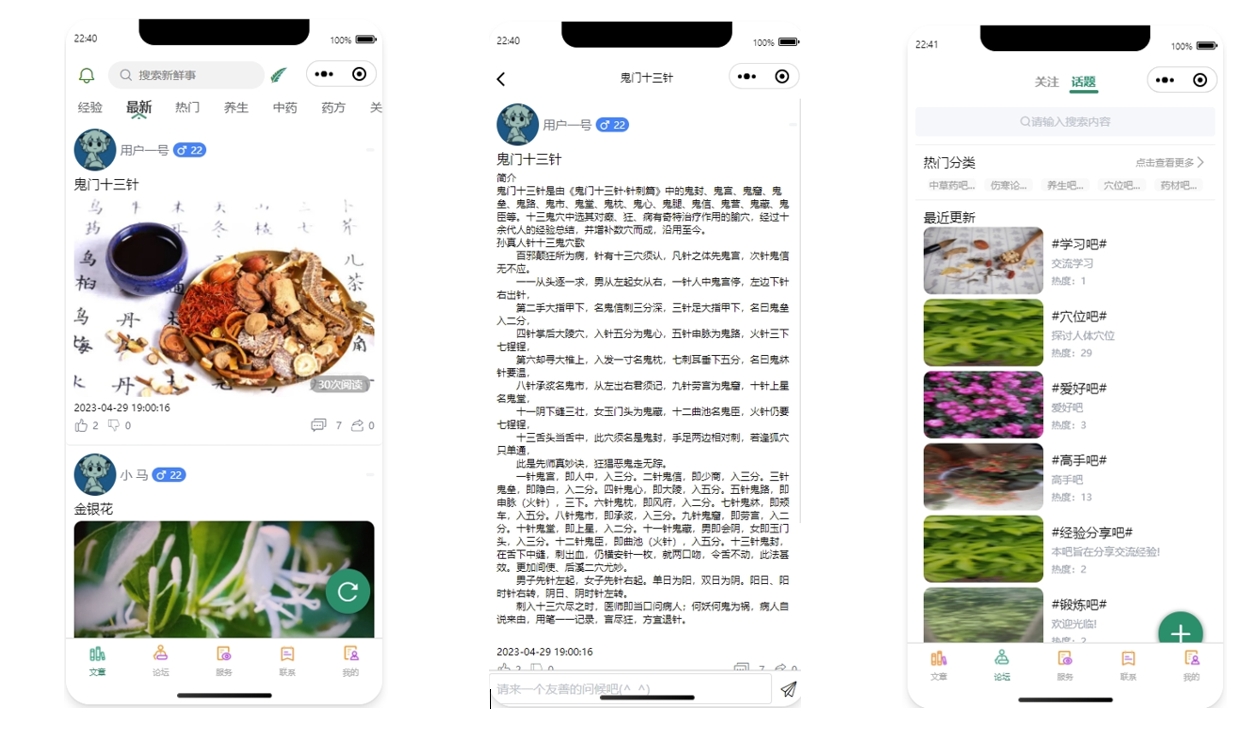 22:40
100%
搜索新鲜事
经验 最新 热门 养生 中药 药方 关
用户一号 ♂ 22
鬼门十三针
30次阅读
2023-04-29 19:00:16
2 0 7 0
小马 ♂ 22
金银花
文章 论坛 服务 联系 我的
22:40
100%
鬼门十三针
用户一号 ♂ 22
鬼门十三针
简介
鬼门十三针是由《鬼门十三针·针刺篇》中的鬼封、鬼宫、鬼窟、鬼
垒、鬼路、鬼市、鬼堂、鬼枕、鬼心、鬼腿、鬼信、鬼营、鬼藏、鬼
臣等。十三鬼穴中选其对癫、狂、病有奇特治疗作用的腧穴，经过十
余代人的经验总结，并增补数穴而成，沿用至今。
孙真人针十三鬼穴歌
百邪颠狂所为病，针有十三穴须认，凡针之体先鬼宫，次针鬼信
无不应。
一一从头逐一求，男从左起女从右，一针人中鬼宫停，左边下针
右出针，
第二手大指甲下，名鬼信刺三分深，三针足大指甲下，名曰鬼垒
入二分，
四针掌后大陵穴，入针五分为鬼心，五针申脉为鬼路，火针三下
七锃锃，
第六却寻大椎上，入发一寸名鬼枕，七刺耳垂下五分，名曰鬼床
针要温，
八针承浆名鬼市，从左出右君须记，九针劳宫为鬼窟，十针上星
名鬼堂，
十一阴下缝三壮，女玉门头为鬼藏，十二曲池名鬼臣，火针仍要
七锃锃，
十三舌头当舌中，此穴须名是鬼封，手足两边相对刺，若逢狐穴
只单通，
此是先师真妙诀，狂猖恶鬼走无踪。
一针鬼宫，即人中，入三分。二针鬼信，即少商，入三分。三针
鬼垒，即隐白，入二分。四针鬼心，即大陵，入五分。五针鬼路，即
申脉（火针），三下。六针鬼枕，即风府，入二分。七针鬼床，即颊
车，入五分。八针鬼市，即承浆，入三分。九针鬼窟，即劳宫，入二
分。十针鬼堂，即上星，入二分。十一针鬼藏，男即会阴，女即玉门
头，入三分。十二针鬼臣，即曲池（火针），入五分。十三针鬼封，
在舌下中缝，刺出血，仍横安针一枚，就两口吻，令舌不动，此法甚
效。更加间使、后溪二穴尤妙。
男子先针左起，女子先针右起。单日为阳，双日为阴。阳日、阳
时针右转，阴日、阴时针左转。
刺入十三穴尽之时，医师即当口问病人：何妖何鬼为祸，病人自
说来由，用笔一一记录，言尽狂，方宜退针。
2023-04-29 19:00:16
2 0 7 0
请来一个友善的问候吧(^_^)
22:41
100%
关注 话题
请输入搜索内容
热门分类 点击查看更多
中草药吧... 伤寒论... 养生吧... 穴位吧... 药材吧...
最近更新
#学习吧#
交流学习
热度：1
#穴位吧#
探讨人体穴位
热度：29
#爱好吧#
爱好吧
热度：3
#高手吧#
高手吧
热度：13
#经验分享吧#
本吧旨在分享交流经验!
热度：2
#锻炼吧#
欢迎光临!
热度：2
文章 论坛 服务 联系 我的